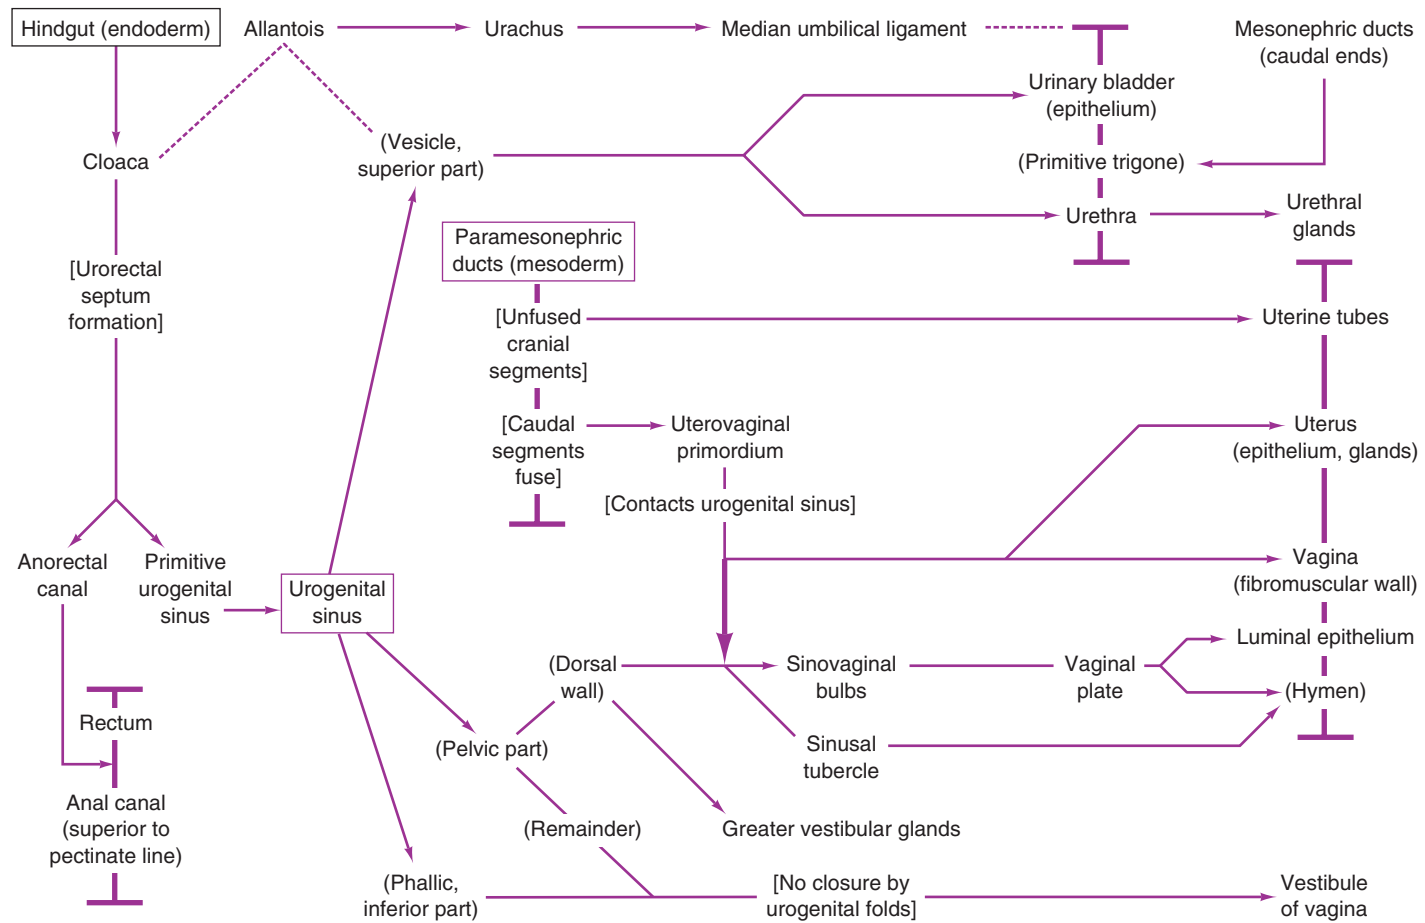 Hindgut (endoderm)
Allantois
Urachus
Median umbilical ligament
Mesonephric ducts
(caudal ends)
Urinary bladder
(epithelium)
Cloaca
(Vesicle,
superior part)
(Primitive trigone)
Urethra
Urethral
glands
Paramesonephric
ducts (mesoderm)
[Urorectal
septum
formation]
[Unfused
cranial
segments]
Uterine tubes
[Caudal
segments
fuse]
Uterovaginal
primordium
Uterus
(epithelium, glands)
[Contacts urogenital sinus]
Anorectal
canal
Primitive
urogenital
sinus
Urogenital
sinus
Vagina
(fibromuscular wall)
Luminal epithelium
(Dorsal
wall)
Sinovaginal
bulbs
Vaginal
plate
(Hymen)
Rectum
(Pelvic part)
Sinusal
tubercle
Anal canal
(superior to
pectinate line)
(Remainder)
Greater vestibular glands
(Phallic,
inferior part)
[No closure by
urogenital folds]
Vestibule
of vagina